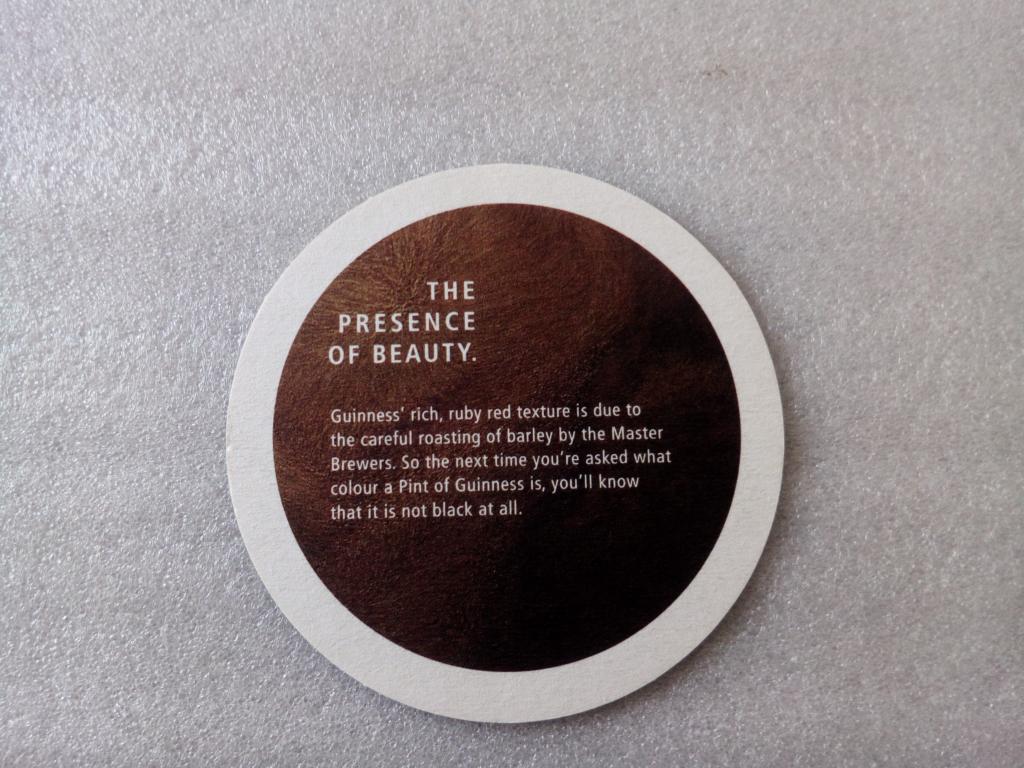 THE
PRESENCE
OF BEAUTY.
Guinness' rich, ruby red texture is due to
the careful roasting of barley by the Master
Brewers. So the next time you're asked what
colour a Pint of Guinness is, you'll know
that it is not black at all.